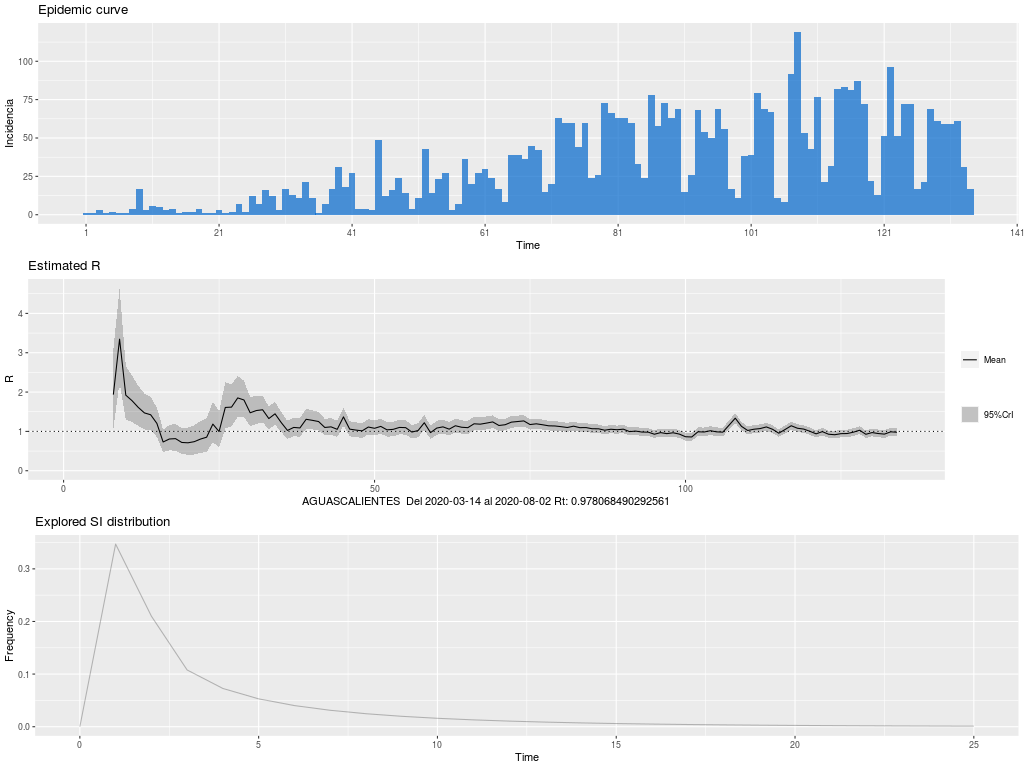 Epidemic curve
Incidencia
100
75
50
25
0
1 21 41 61 81 101 121 141
Time
Estimated R
R
4
3
2
1
0
0 50 100
AGUASCALIENTES Del 2020-03-14 al 2020-08-02 Rt: 0.978068490292561
Mean
95%CrI
Explored SI distribution
Frequency
0.3
0.2
0.1
0.0
0 5 10 15 20 25
Time